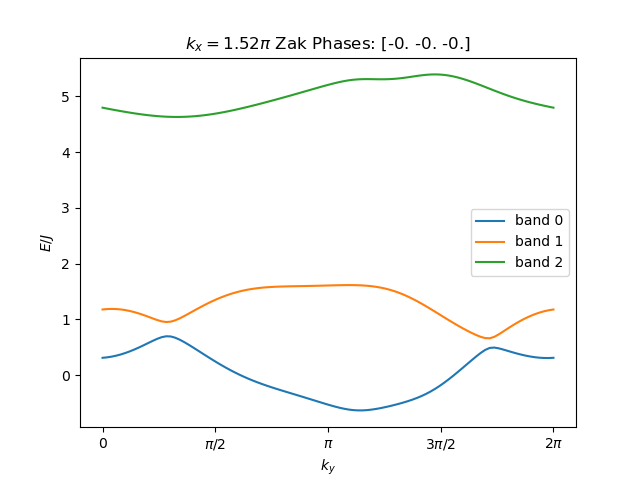 $k_x = 1.52\pi$ Zak Phases: [-0. -0. -0.]
E/J
5
4
3
2
1
0
band 0
band 1
band 2
0
π/2
π
3π/2
2π
$k_y$